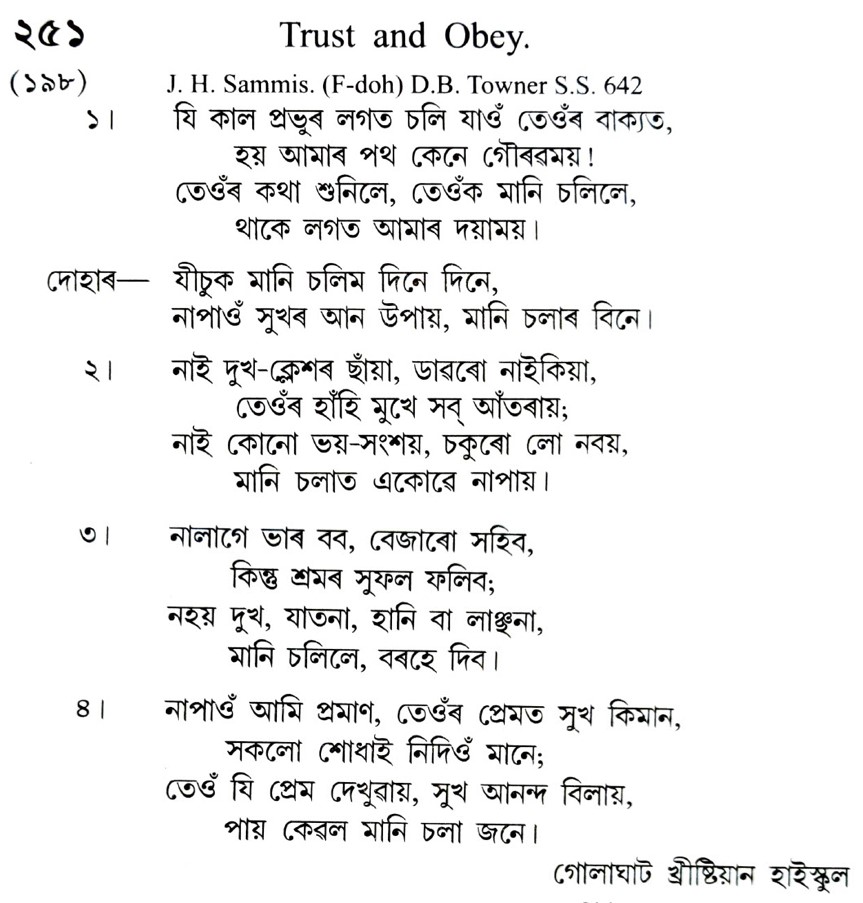 ২৫১ Trust and Obey.
(১৯৮) J. H. Sammis. (F-doh) D.B. Towner S.S. 642
১। যি কাল প্ৰভুৰ লগত চলি যাওঁ তেওঁৰ বাক্যত,
হয় আমাৰ পথ কেনে গৌৰৱময়!
তেওঁৰ কথা শুনিলে, তেওঁক মানি চলিলে,
থাকে লগত আমাৰ দয়াময়।
দোহাৰ— যীচুক মানি চলিম দিনে দিনে,
নাপাওঁ সুখৰ আন উপায়, মানি চলাৰ বিনে।
২। নাই দুখ-ক্লেশৰ ছাঁয়া, ডাৱৰো নাইকিয়া,
তেওঁৰ হাঁহি মুখে সব্ আঁতৰায়;
নাই কোনো ভয়-সংশয়, চকুৰো লো নবয়,
মানি চলাত একোৱে নাপায়।
৩। নালাগে ভাৰ বব, বেজাৰো সহিব,
কিন্তু শ্ৰমৰ সুফল ফলিব;
নহয় দুখ, যাতনা, হানি বা লাঞ্ছনা,
মানি চলিলে, বৰহে দিব।
৪। নাপাওঁ আমি প্ৰমাণ, তেওঁৰ প্ৰেমত সুখ কিমান,
সকলো শোধাই নিদিওঁ মানে;
তেওঁ যি প্ৰেম দেখুৱায়, সুখ আনন্দ বিলায়,
পায় কেৱল মানি চলা জনে।
গোলাঘাট খ্ৰীষ্টিয়ান হাইস্কুল